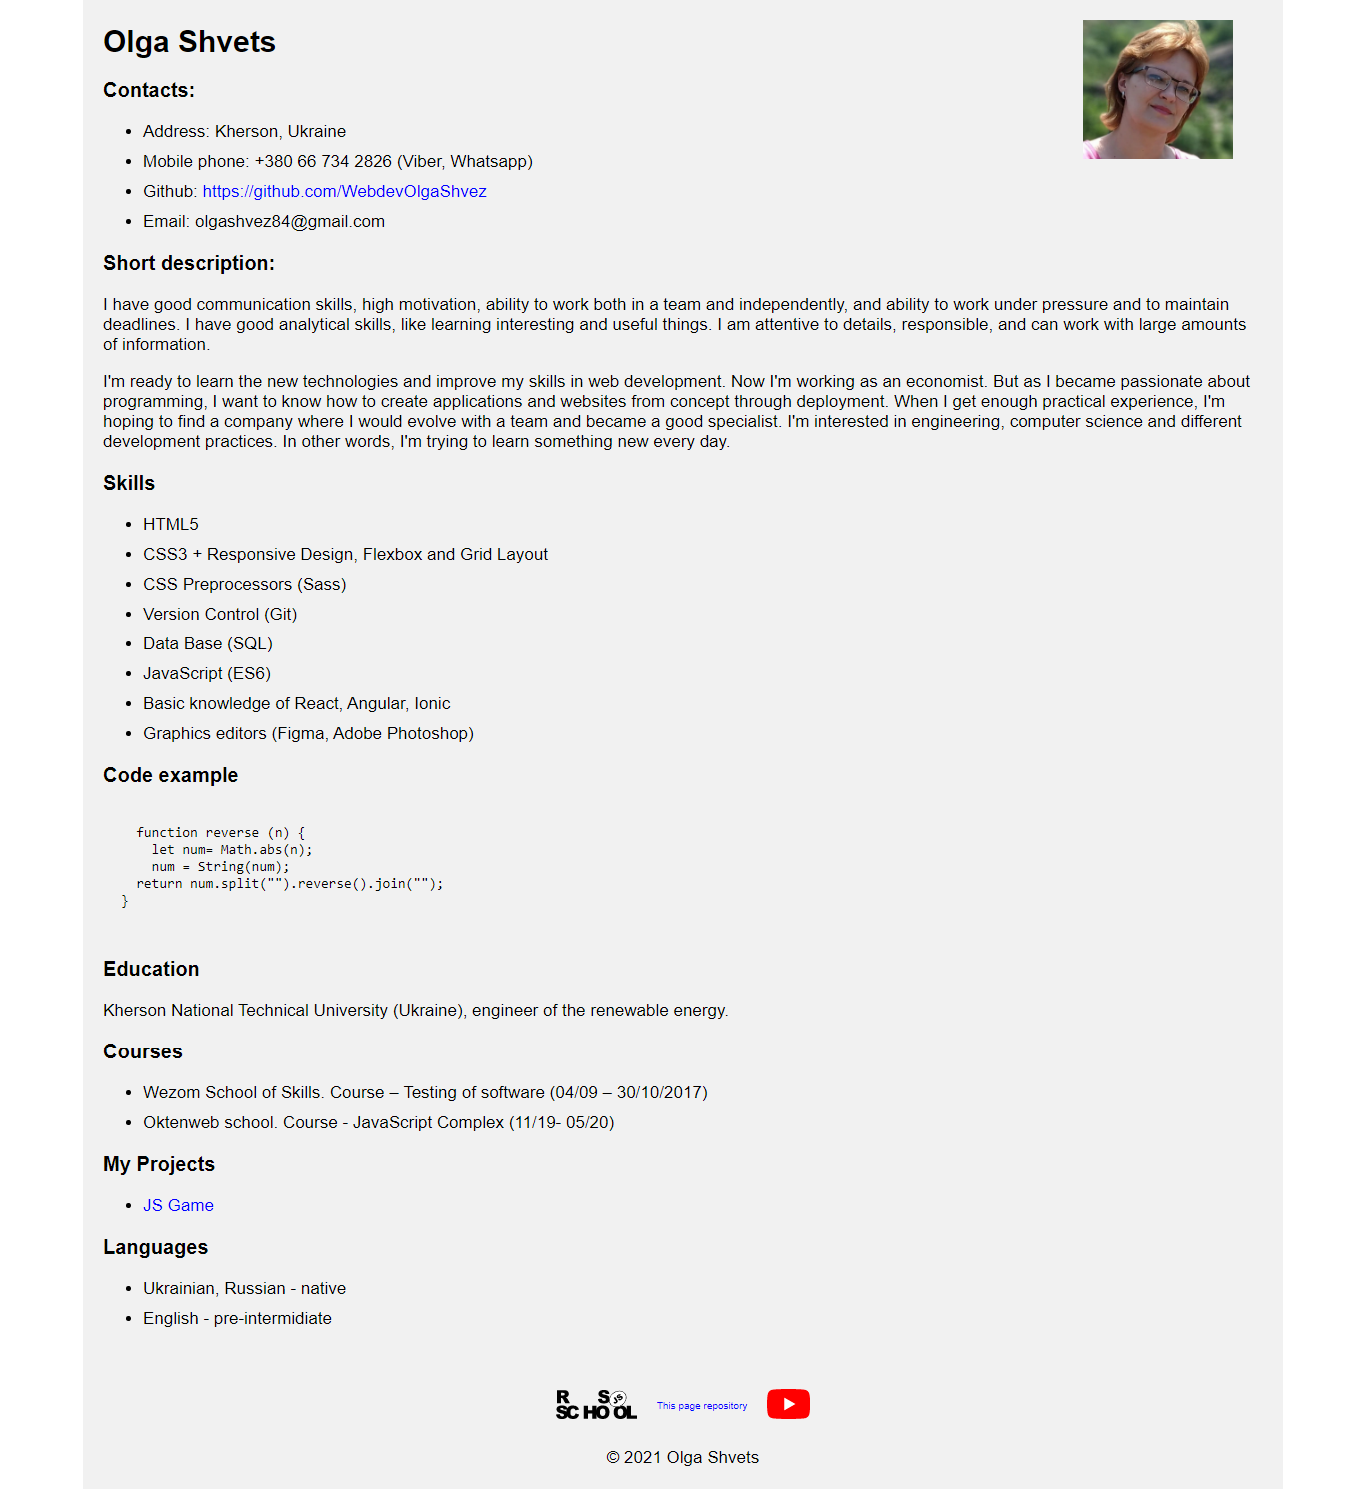 Olga Shvets
Contacts:
• Address: Kherson, Ukraine
• Mobile phone: +380 66 734 2826 (Viber, Whatsapp)
• Github: https://github.com/WebdevOlgaShvez
• Email: olgashvez84@gmail.com
Short description:
I have good communication skills, high motivation, ability to work both in a team and independently, and ability to work under pressure and to maintain
deadlines. I have good analytical skills, like learning interesting and useful things. I am attentive to details, responsible, and can work with large amounts
of information.
I'm ready to learn the new technologies and improve my skills in web development. Now I'm working as an economist. But as I became passionate about
programming, I want to know how to create applications and websites from concept through deployment. When I get enough practical experience, I'm
hoping to find a company where I would evolve with a team and became a good specialist. I'm interested in engineering, computer science and different
development practices. In other words, I'm trying to learn something new every day.
Skills
• HTML5
• CSS3 + Responsive Design, Flexbox and Grid Layout
• CSS Preprocessors (Sass)
• Version Control (Git)
• Data Base (SQL)
• JavaScript (ES6)
• Basic knowledge of React, Angular, Ionic
• Graphics editors (Figma, Adobe Photoshop)
Code example
function reverse (n) {
let num= Math.abs(n);
num = String(num);
return num.split("").reverse().join("");
}
Education
Kherson National Technical University (Ukraine), engineer of the renewable energy.
Courses
• Wezom School of Skills. Course – Testing of software (04/09 – 30/10/2017)
• Oktenweb school. Course - JavaScript Complex (11/19- 05/20)
My Projects
• JS Game
Languages
• Ukrainian, Russian - native
• English - pre-intermidiate
R S JS
SCHOOL
This page repository
© 2021 Olga Shvets